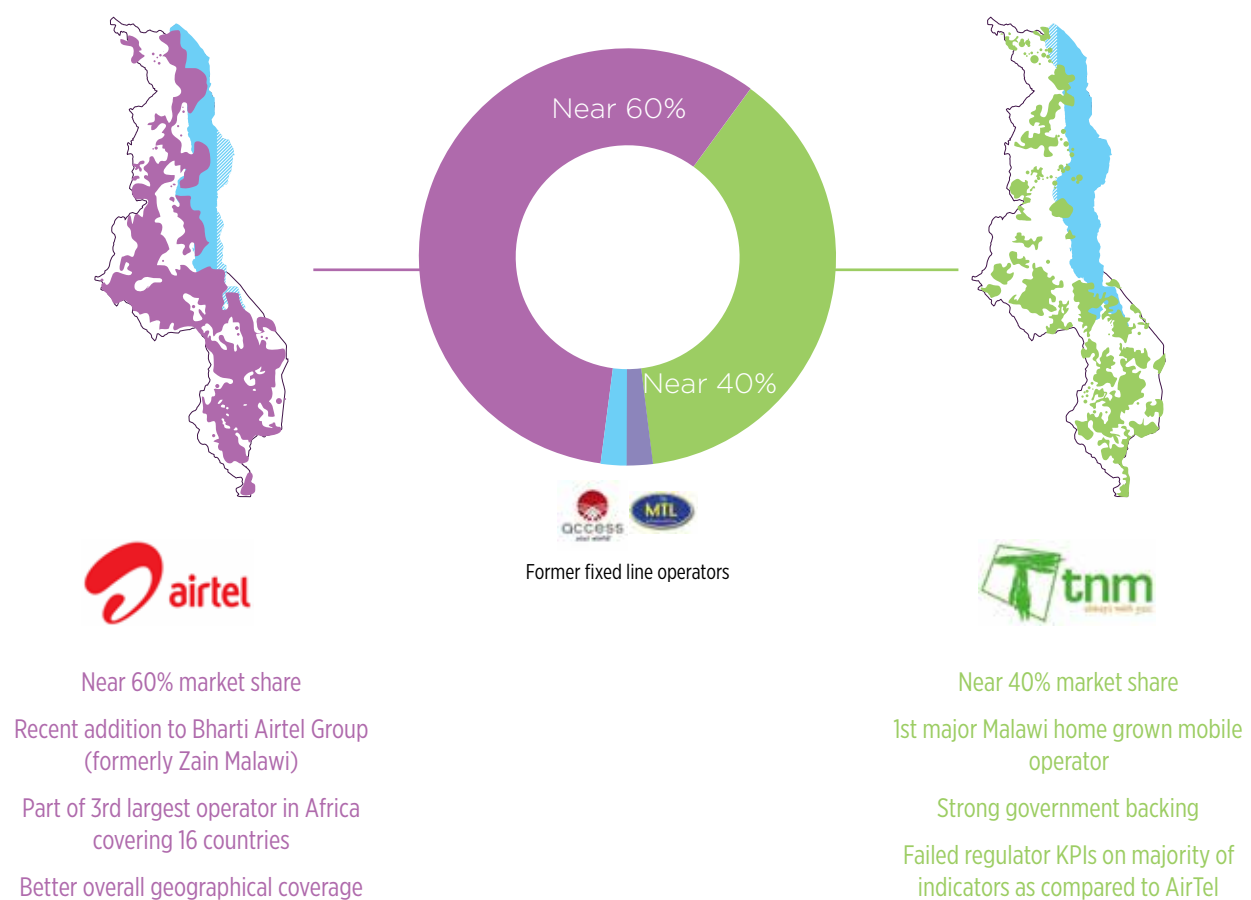 Near 60%
Near 40%
access
MTL
Former fixed line operators
airtel
Near 60% market share
Recent addition to Bharti Airtel Group
(formerly Zain Malawi)
Part of 3rd largest operator in Africa
covering 16 countries
Better overall geographical coverage
tnm
always with you
Near 40% market share
1st major Malawi home grown mobile
operator
Strong government backing
Failed regulator KPIs on majority of
indicators as compared to AirTel